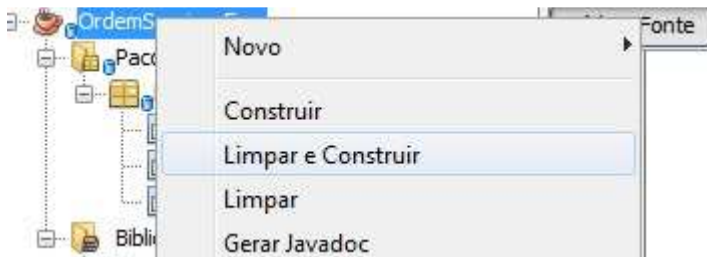 Fonte
Novo
Construir
Limpar e Construir
Limpar
Gerar Javadoc